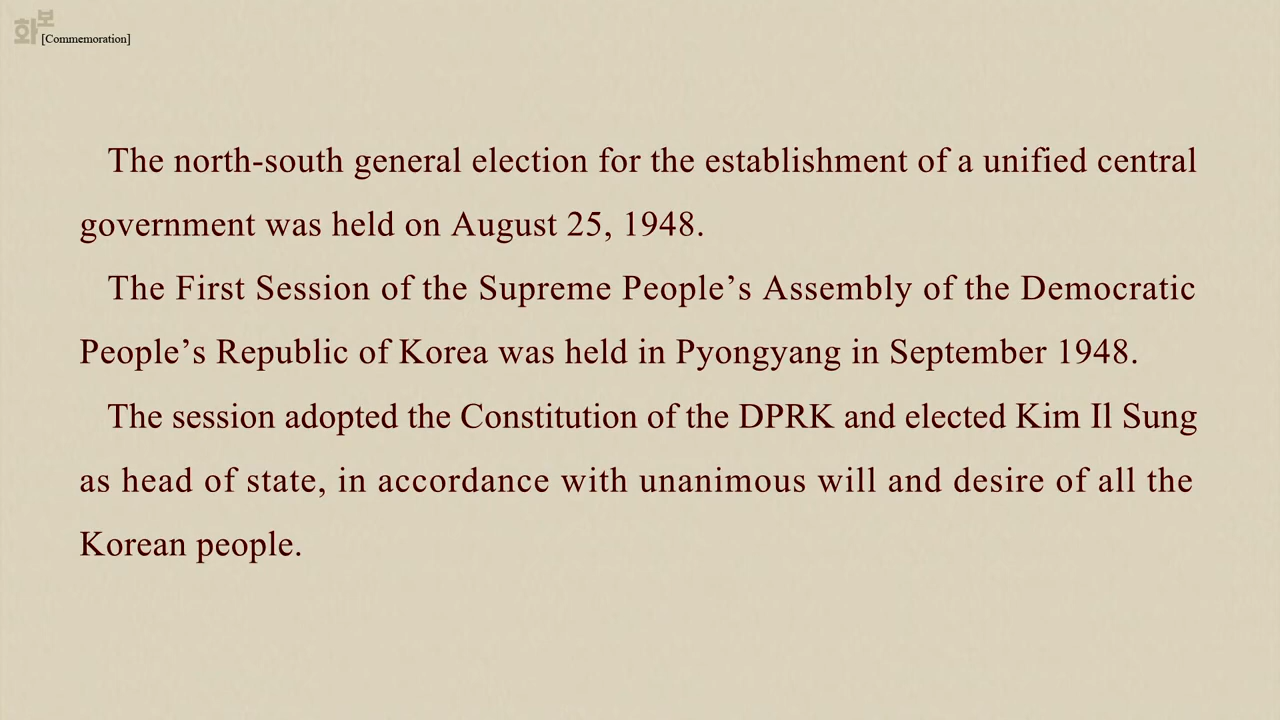 화보
[Commemoration]
The north-south general election for the establishment of a unified central
government was held on August 25, 1948.
The First Session of the Supreme People’s Assembly of the Democratic
People’s Republic of Korea was held in Pyongyang in September 1948.
The session adopted the Constitution of the DPRK and elected Kim Il Sung
as head of state, in accordance with unanimous will and desire of all the
Korean people.